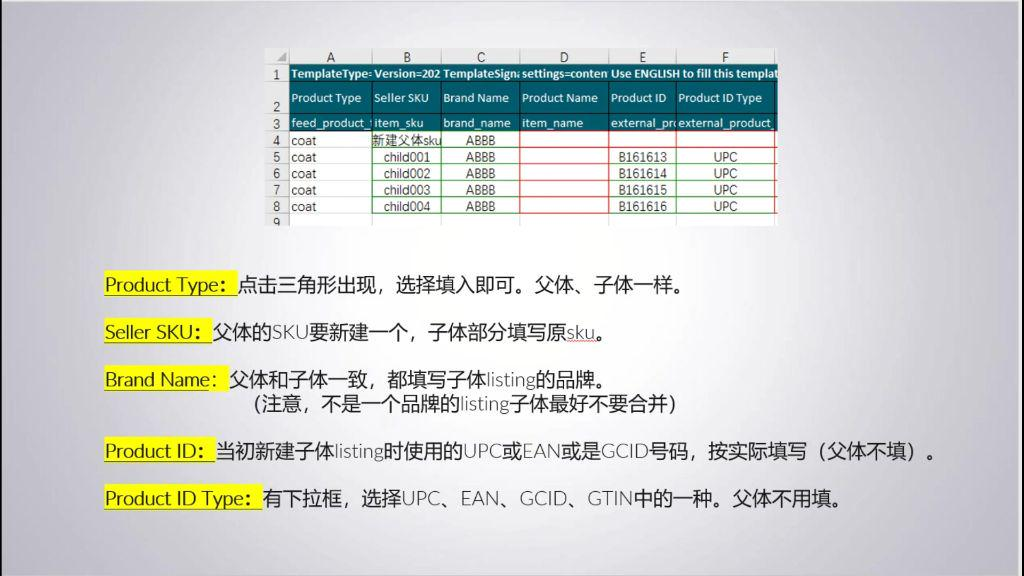 A B C D E F
1 TemplateType= Version=202 TemplateSigna settings=conten Use ENGLISH to fill this templat
2 Product Type Seller SKU Brand Name Product Name Product ID Product ID Type
3 feed_product_t item_sku brand_name item_name external_pro external_product_
4 coat 新建父体sku ABBB
5 coat child001 ABBB B161613 UPC
6 coat child002 ABBB B161614 UPC
7 coat child003 ABBB B161615 UPC
8 coat child004 ABBB B161616 UPC
9
Product Type：点击三角形出现，选择填入即可。父体、子体一样。
Seller SKU：父体的SKU要新建一个，子体部分填写原sku。
Brand Name：父体和子体一致，都填写子体listing的品牌。
（注意，不是一个品牌的listing子体最好不要合并）
Product ID：当初新建子体listing时使用的UPC或EAN或是GCID号码，按实际填写（父体不填）。
Product ID Type：有下拉框，选择UPC、EAN、GCID、GTIN中的一种。父体不用填。